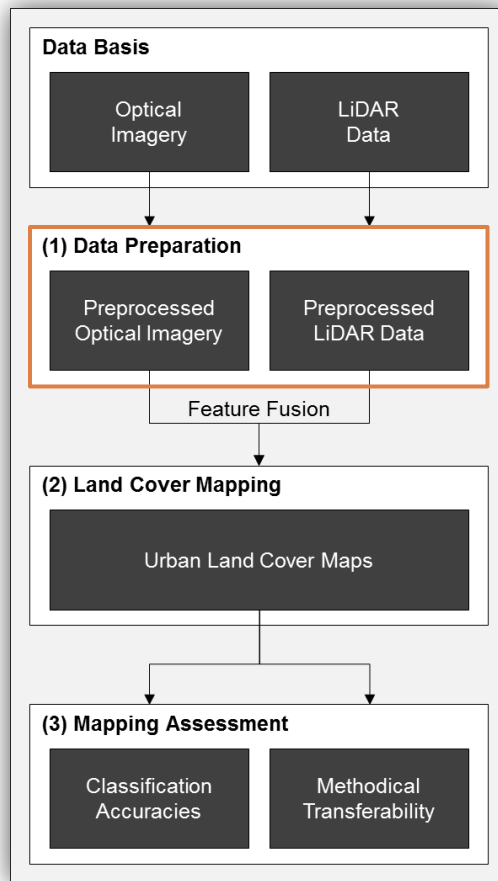 Data Basis
Optical
Imagery
LiDAR
Data
(1) Data Preparation
Preprocessed
Optical Imagery
Preprocessed
LiDAR Data
Feature Fusion
(2) Land Cover Mapping
Urban Land Cover Maps
(3) Mapping Assessment
Classification
Accuracies
Methodical
Transferability